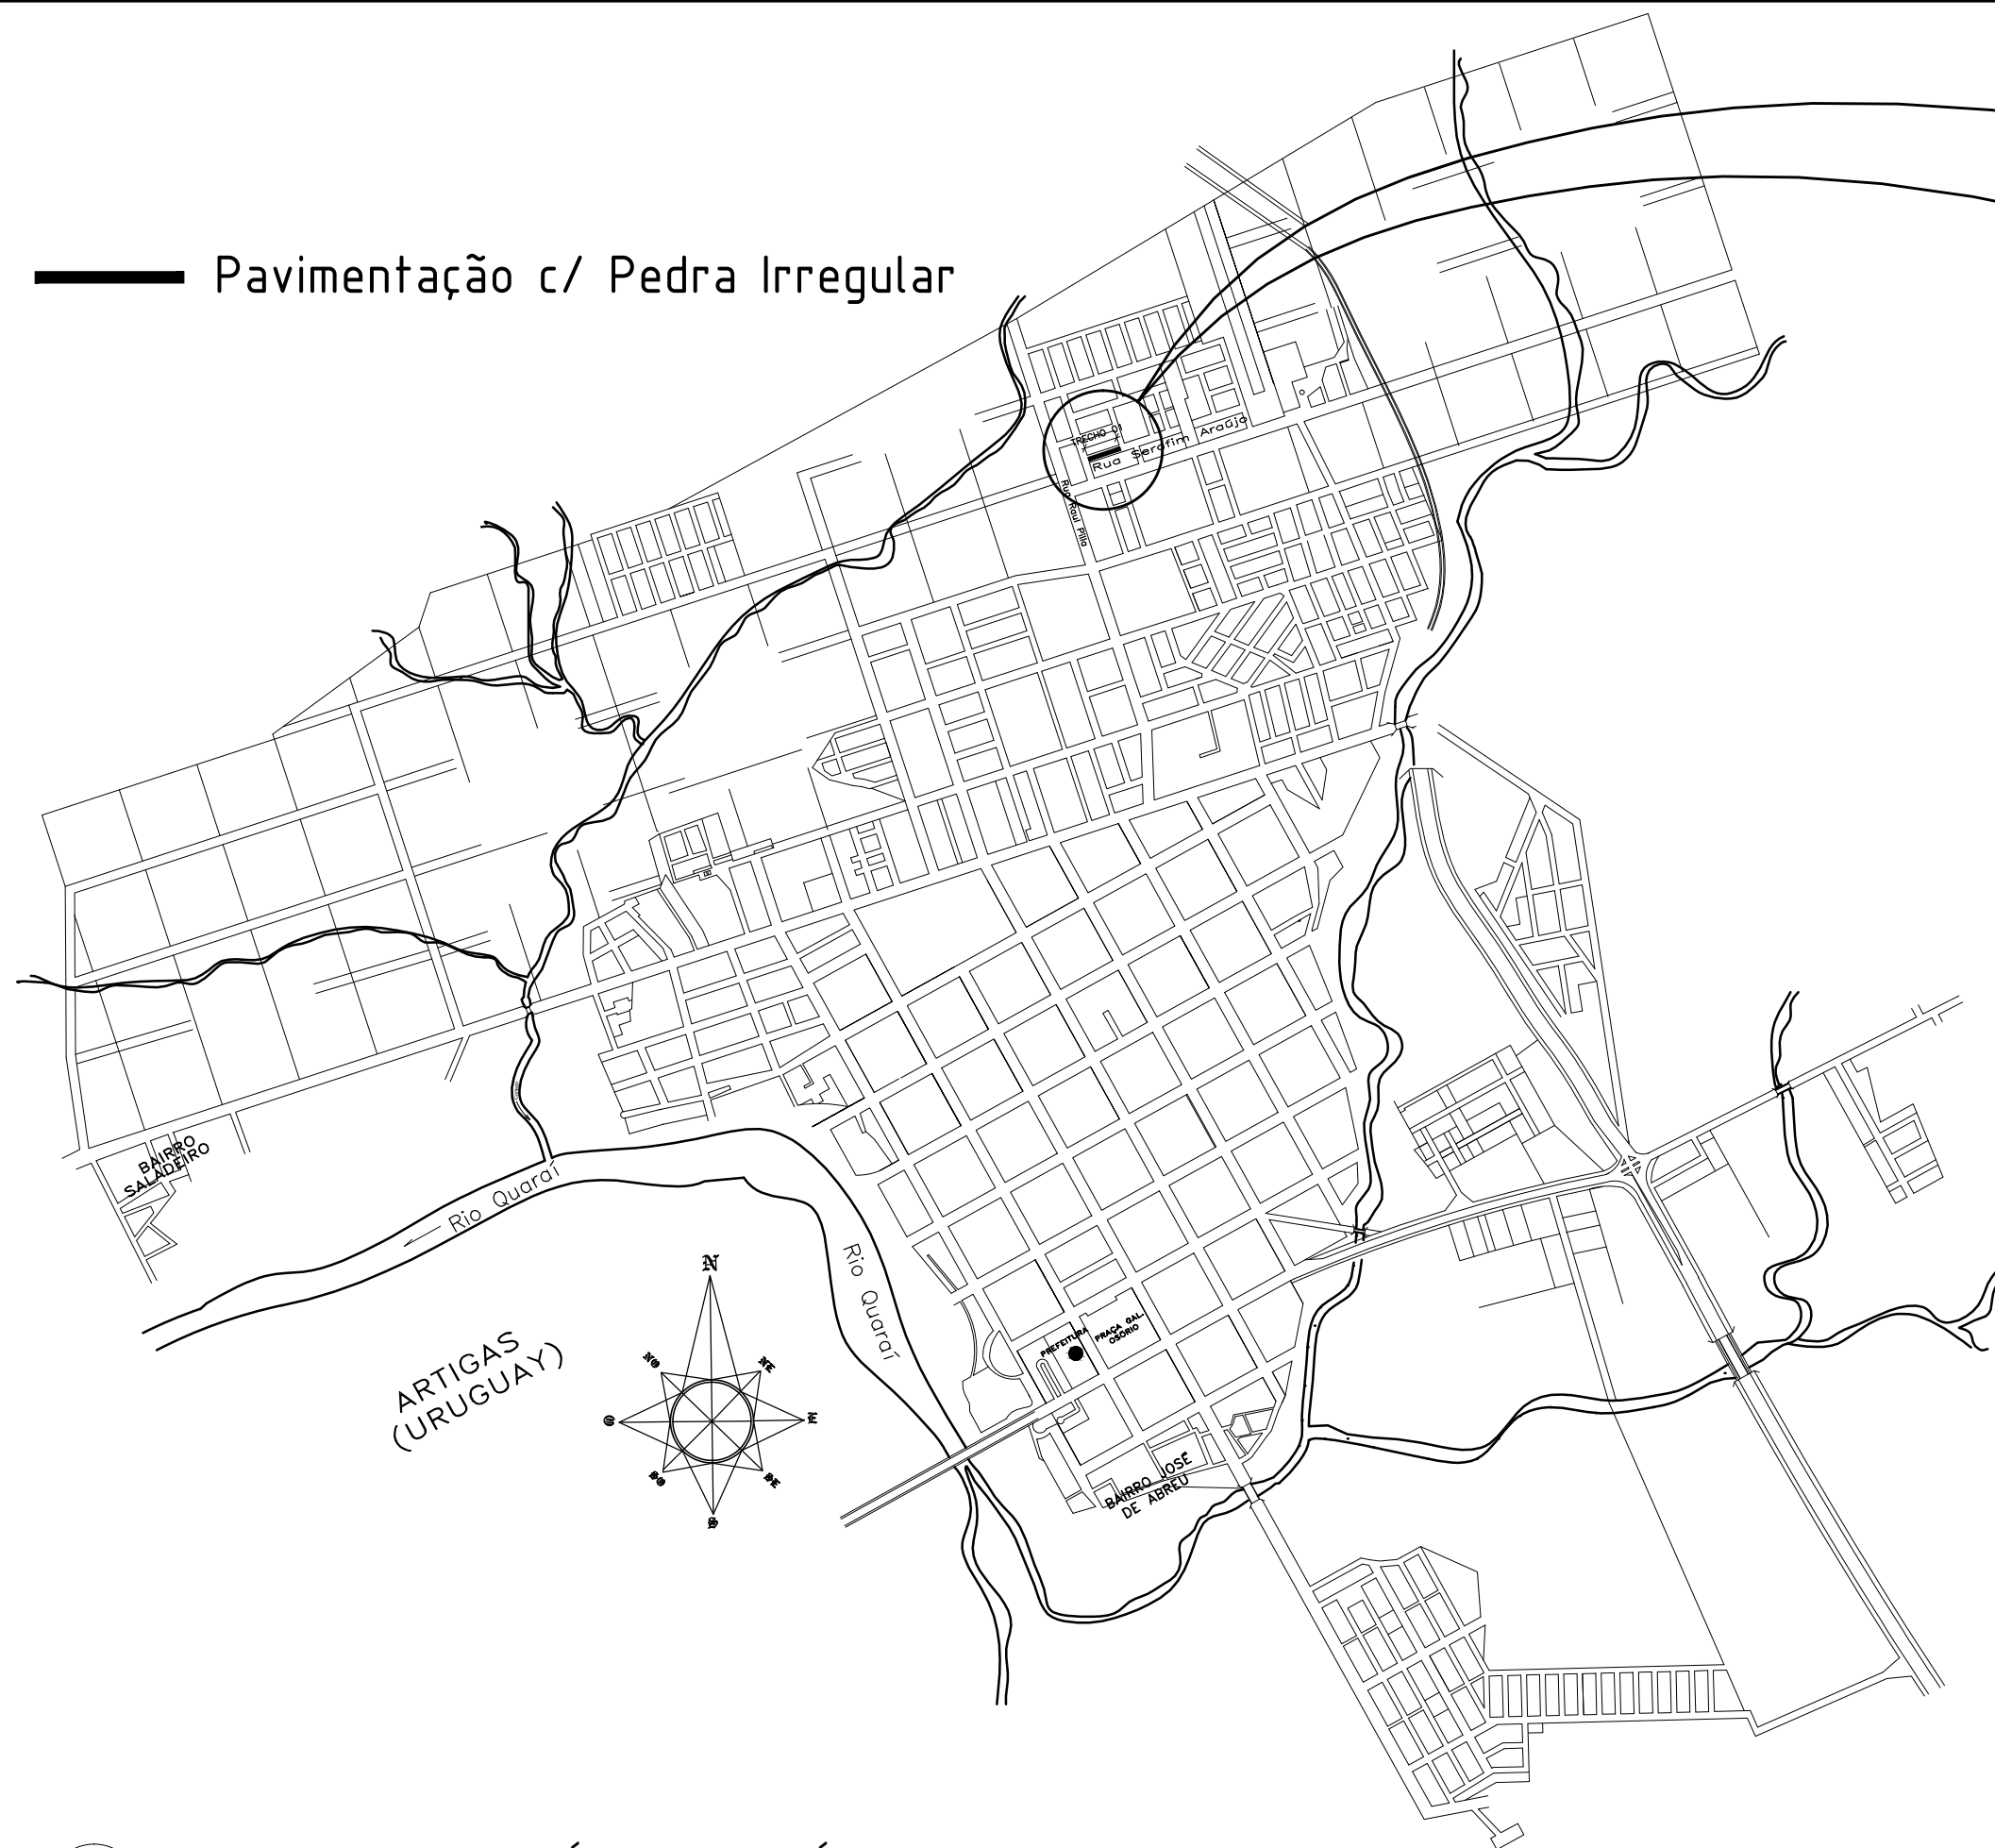 Pavimentação c/ Pedra Irregular
TRECHO 01
Rua Serafim Araújo
Rua Raul Pilla
BAIRRO
SALADEIRO
Rio Quaraí
Rio Quaraí
ARTIGAS
(URUGUAY)
N
NO
NE
O
E
SO
SE
S
PREFEITURA
PRAÇA GAL.
OSÓRIO
BAIRRO JOSÉ
DE ABREU